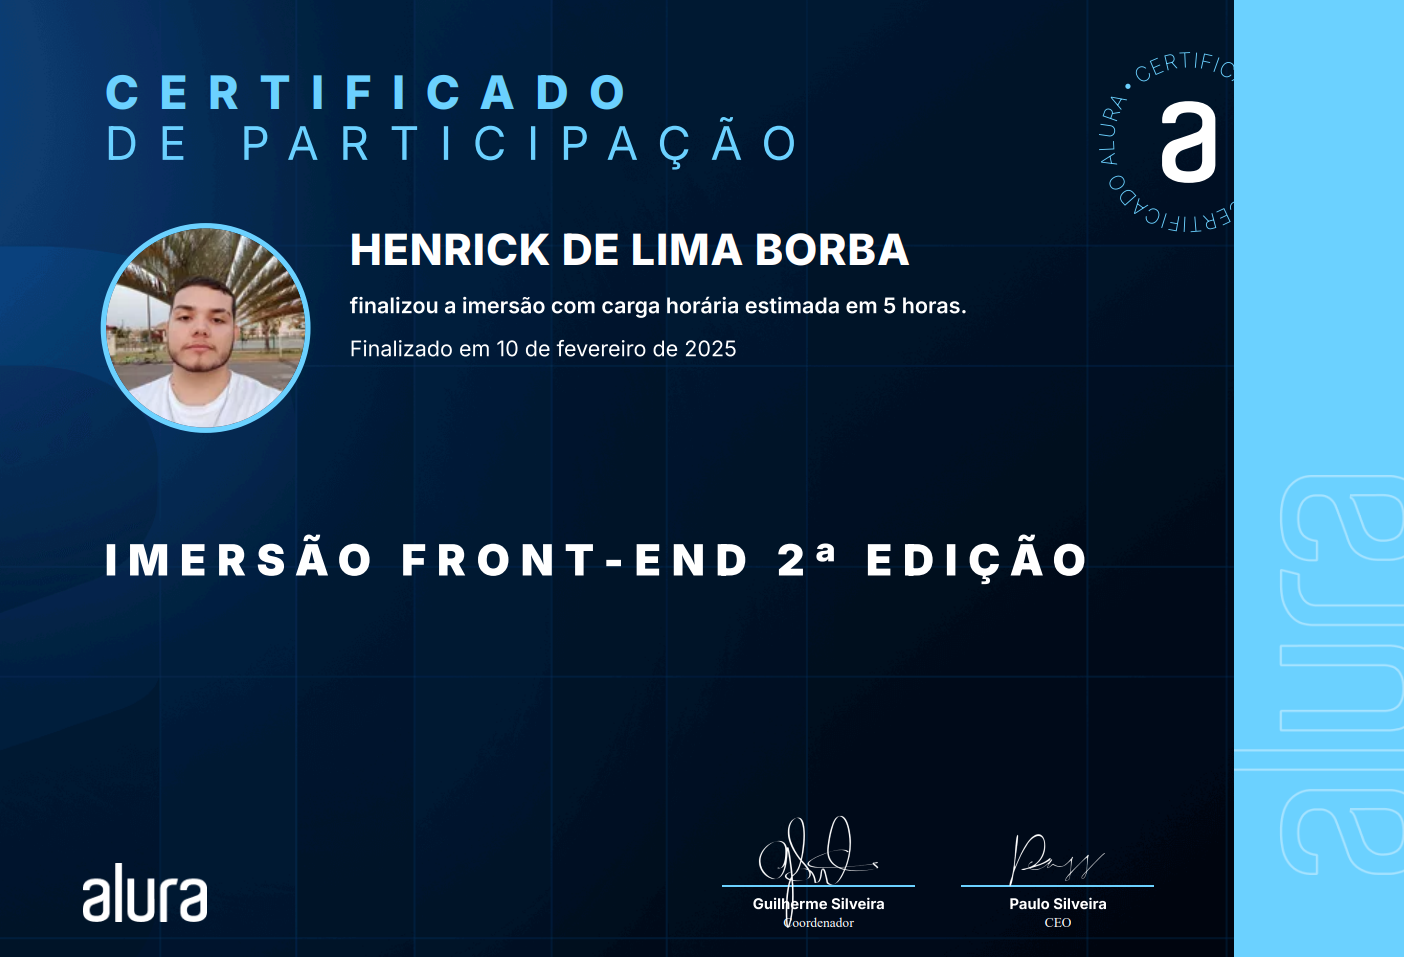 CERTIFICADO
DE PARTICIPAÇÃO
CERTIFICADO ALURA • CERTIFIC
a
HENRICK DE LIMA BORBA
finalizou a imersão com carga horária estimada em 5 horas.
Finalizado em 10 de fevereiro de 2025
IMERSÃO FRONT-END 2ª EDIÇÃO
alura
alura
Guilherme Silveira
Coordenador
Paulo Silveira
CEO